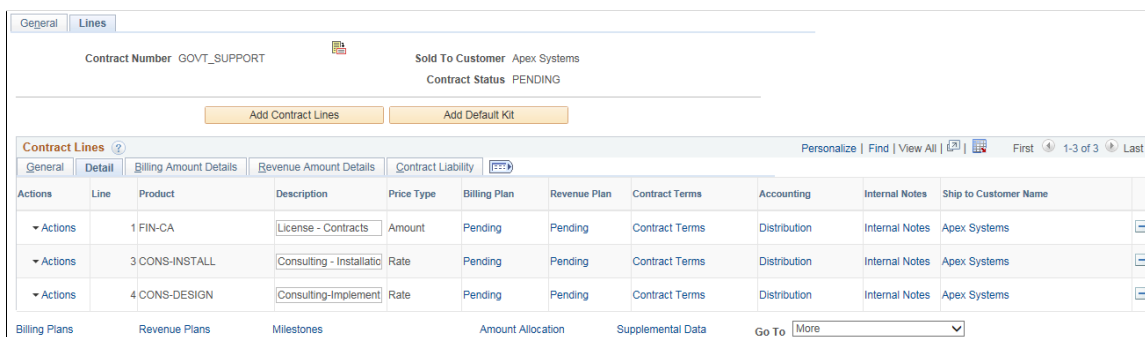 General Lines
Contract Number GOVT_SUPPORT Sold To Customer Apex Systems
Contract Status PENDING
Add Contract Lines Add Default Kit
Contract Lines ? Personalize | Find | View All | | First 1-3 of 3 Last
General Detail Billing Amount Details Revenue Amount Details Contract Liability
Actions Line Product Description Price Type Billing Plan Revenue Plan Contract Terms Accounting Internal Notes Ship to Customer Name
Actions 1 FIN-CA License - Contracts Amount Pending Pending Contract Terms Distribution Internal Notes Apex Systems
Actions 3 CONS-INSTALL Consulting - Installatio Rate Pending Pending Contract Terms Distribution Internal Notes Apex Systems
Actions 4 CONS-DESIGN Consulting-Implement Rate Pending Pending Contract Terms Distribution Internal Notes Apex Systems
Billing Plans Revenue Plans Milestones Amount Allocation Supplemental Data Go To More